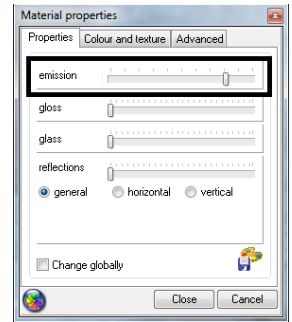 Material properties
Properties Colour and texture Advanced
emission
gloss
glass
reflections
general horizontal vertical
Change globally
Close Cancel